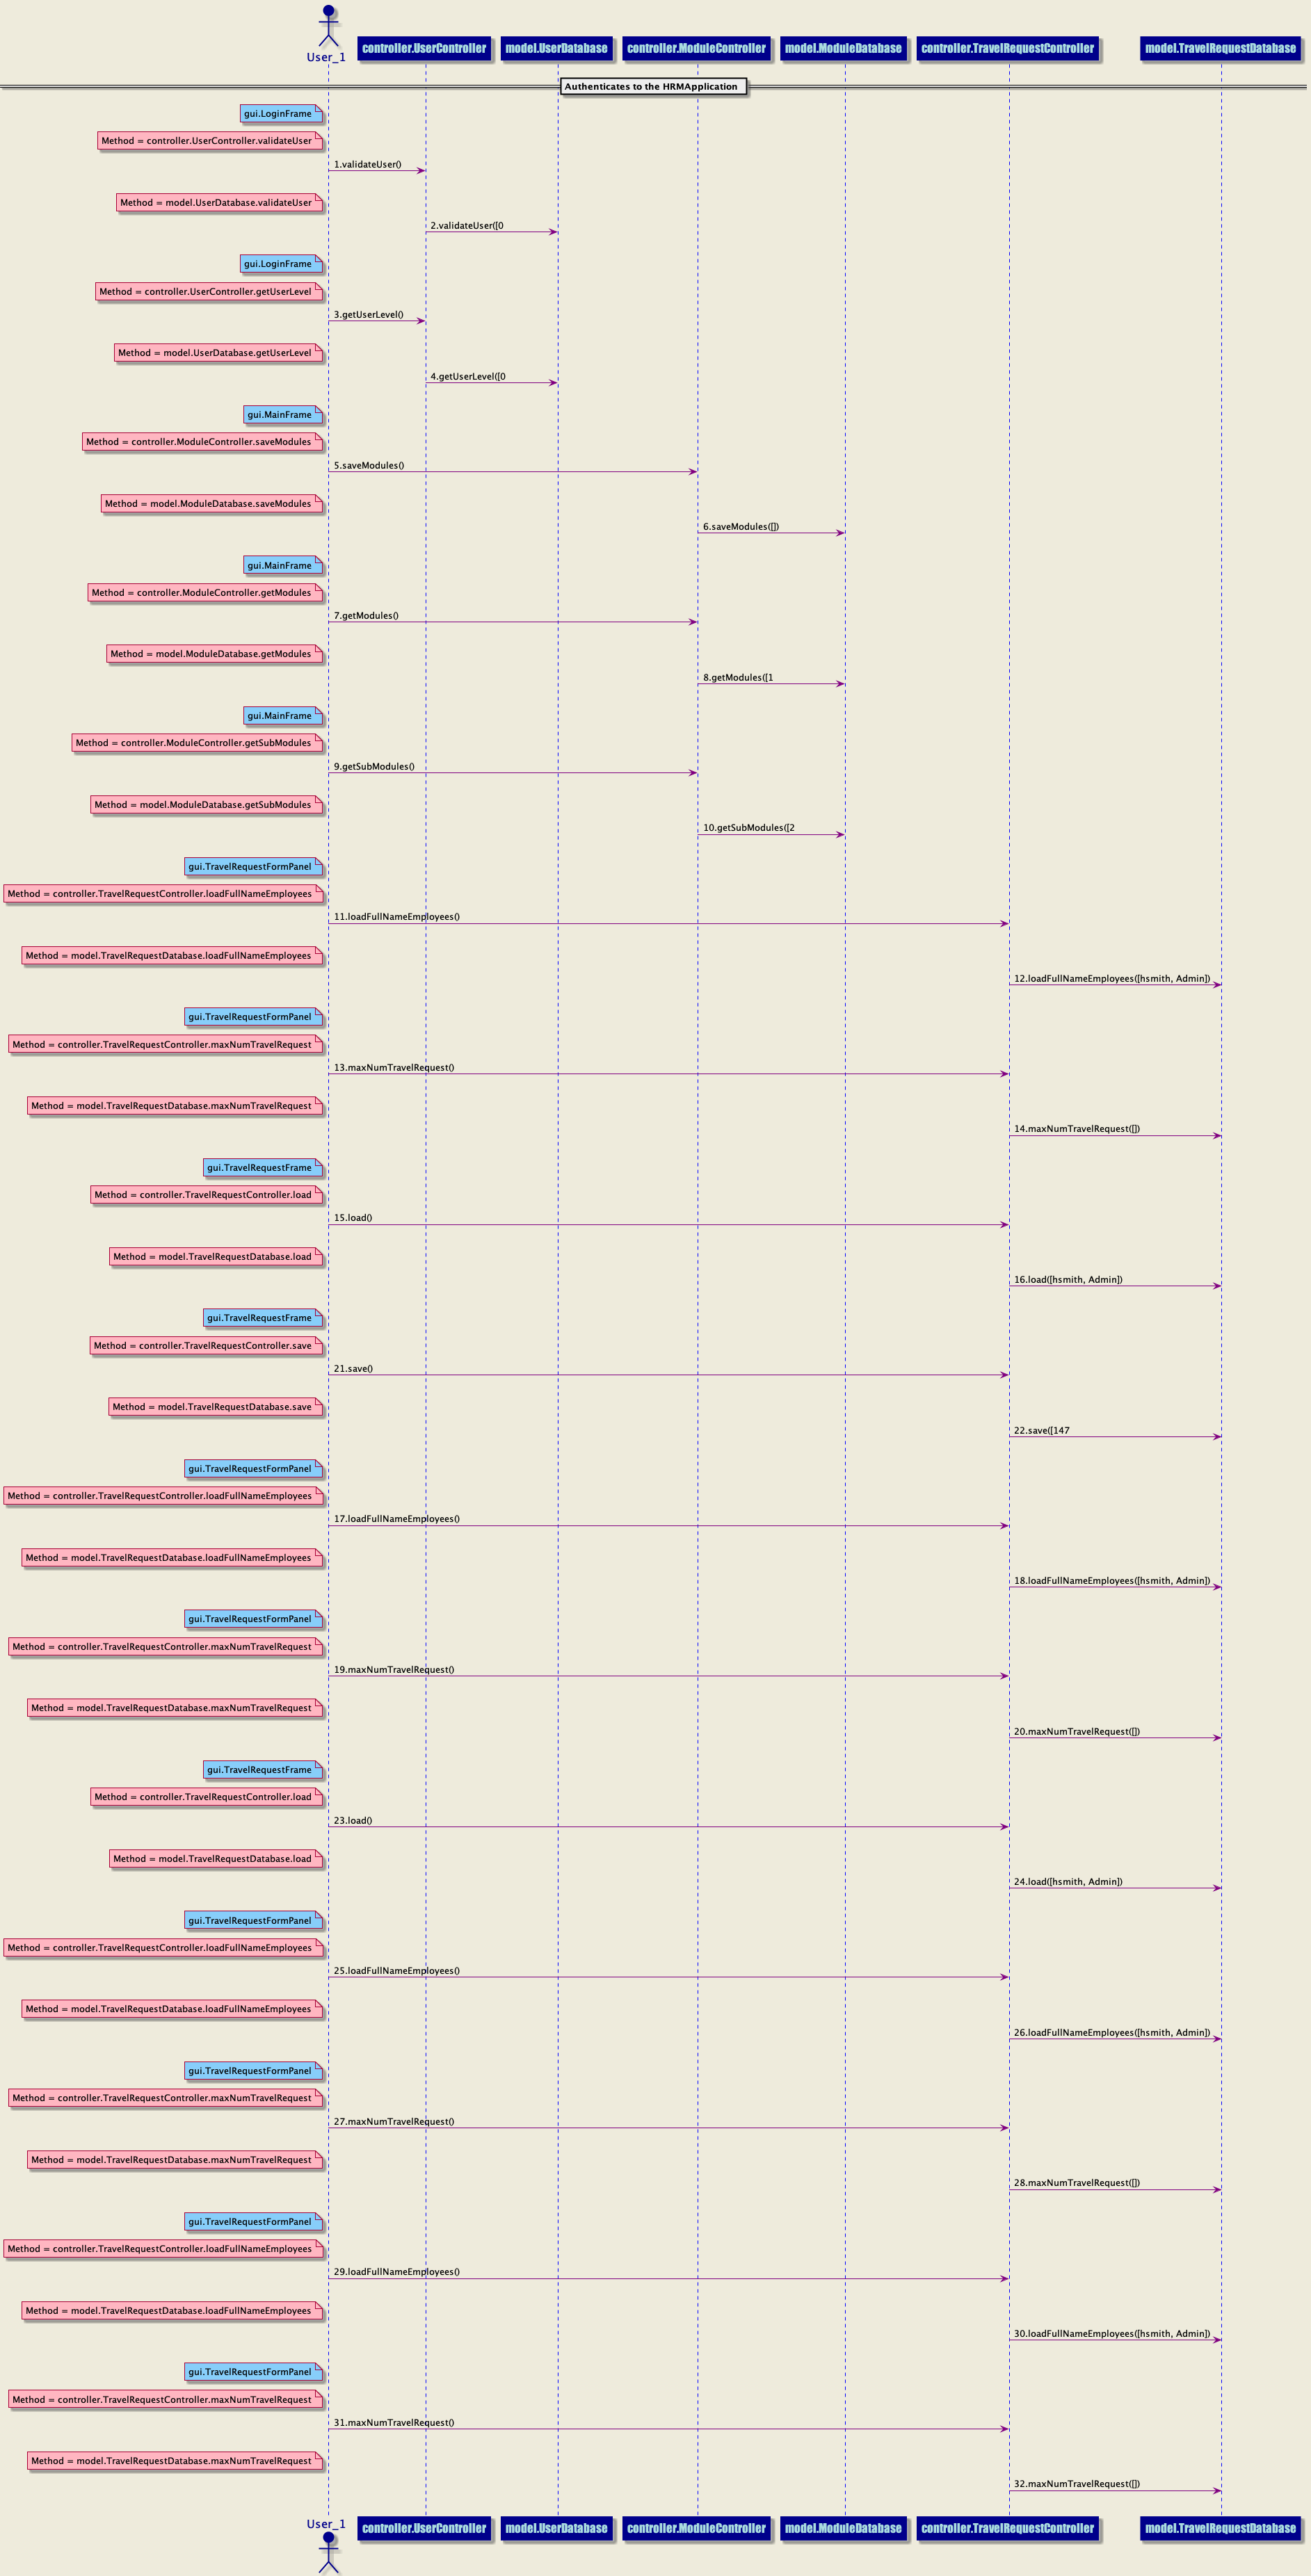 User_1
controller.UserController
model.UserDatabase
controller.ModuleController
model.ModuleDatabase
controller.TravelRequestController
model.TravelRequestDatabase
Authenticates to the HRMApplication
gui.LoginFrame
Method = controller.UserController.validateUser
1.validateUser()
Method = model.UserDatabase.validateUser
2.validateUser([0
gui.LoginFrame
Method = controller.UserController.getUserLevel
3.getUserLevel()
Method = model.UserDatabase.getUserLevel
4.getUserLevel([0
gui.MainFrame
Method = controller.ModuleController.saveModules
5.saveModules()
Method = model.ModuleDatabase.saveModules
6.saveModules([])
gui.MainFrame
Method = controller.ModuleController.getModules
7.getModules()
Method = model.ModuleDatabase.getModules
8.getModules([1
gui.MainFrame
Method = controller.ModuleController.getSubModules
9.getSubModules()
Method = model.ModuleDatabase.getSubModules
10.getSubModules([2
gui.TravelRequestFormPanel
Method = controller.TravelRequestController.loadFullNameEmployees
11.loadFullNameEmployees()
Method = model.TravelRequestDatabase.loadFullNameEmployees
12.loadFullNameEmployees([hsmith, Admin])
gui.TravelRequestFormPanel
Method = controller.TravelRequestController.maxNumTravelRequest
13.maxNumTravelRequest()
Method = model.TravelRequestDatabase.maxNumTravelRequest
14.maxNumTravelRequest([])
gui.TravelRequestFrame
Method = controller.TravelRequestController.load
15.load()
Method = model.TravelRequestDatabase.load
16.load([hsmith, Admin])
gui.TravelRequestFrame
Method = controller.TravelRequestController.save
21.save()
Method = model.TravelRequestDatabase.save
22.save([147
gui.TravelRequestFormPanel
Method = controller.TravelRequestController.loadFullNameEmployees
17.loadFullNameEmployees()
Method = model.TravelRequestDatabase.loadFullNameEmployees
18.loadFullNameEmployees([hsmith, Admin])
gui.TravelRequestFormPanel
Method = controller.TravelRequestController.maxNumTravelRequest
19.maxNumTravelRequest()
Method = model.TravelRequestDatabase.maxNumTravelRequest
20.maxNumTravelRequest([])
gui.TravelRequestFrame
Method = controller.TravelRequestController.load
23.load()
Method = model.TravelRequestDatabase.load
24.load([hsmith, Admin])
gui.TravelRequestFormPanel
Method = controller.TravelRequestController.loadFullNameEmployees
25.loadFullNameEmployees()
Method = model.TravelRequestDatabase.loadFullNameEmployees
26.loadFullNameEmployees([hsmith, Admin])
gui.TravelRequestFormPanel
Method = controller.TravelRequestController.maxNumTravelRequest
27.maxNumTravelRequest()
Method = model.TravelRequestDatabase.maxNumTravelRequest
28.maxNumTravelRequest([])
gui.TravelRequestFormPanel
Method = controller.TravelRequestController.loadFullNameEmployees
29.loadFullNameEmployees()
Method = model.TravelRequestDatabase.loadFullNameEmployees
30.loadFullNameEmployees([hsmith, Admin])
gui.TravelRequestFormPanel
Method = controller.TravelRequestController.maxNumTravelRequest
31.maxNumTravelRequest()
Method = model.TravelRequestDatabase.maxNumTravelRequest
32.maxNumTravelRequest([])
User_1
controller.UserController
model.UserDatabase
controller.ModuleController
model.ModuleDatabase
controller.TravelRequestController
model.TravelRequestDatabase